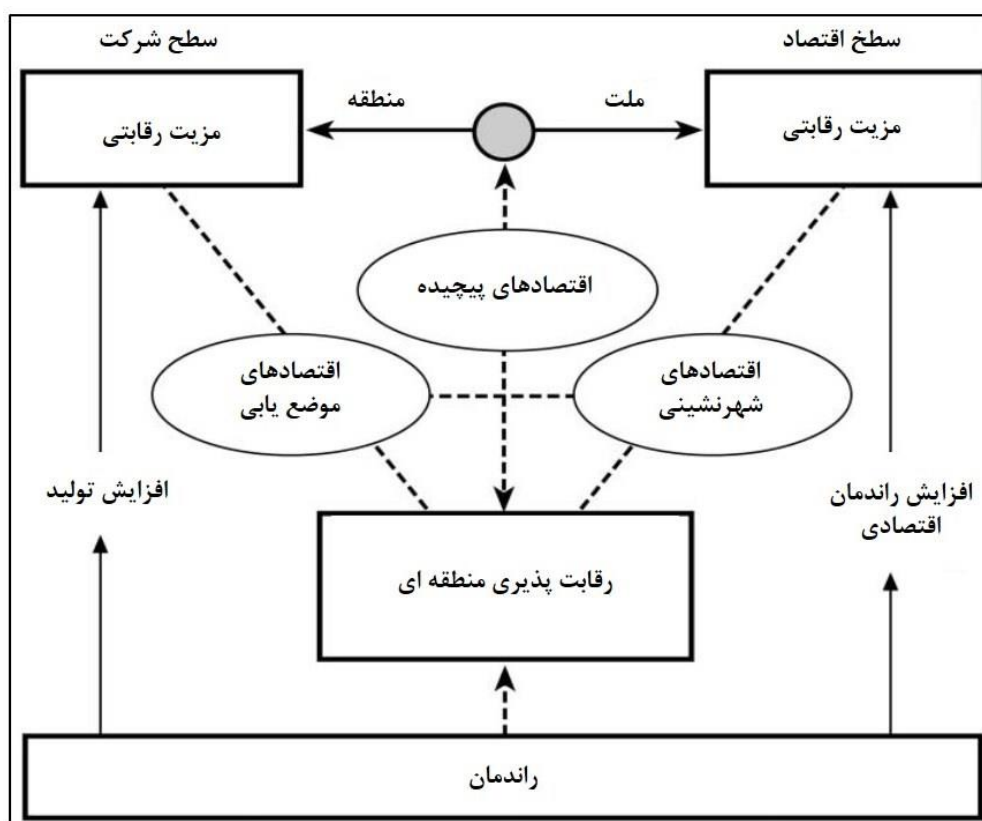 سطخ اقتصاد
سطح شرکت
ملت
منطقه
مزیت رقابتی
مزیت رقابتی
اقتصادهای پیچیده
اقتصادهای
شهرنشینی
اقتصادهای
موضع یابی
افزایش راندمان
اقتصادی
افزایش تولید
رقابت پذیری منطقه ای
راندمان